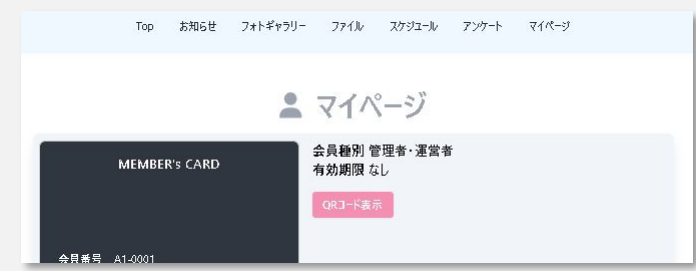 Top お知らせ フォトギャラリー ファイル スケジュール アンケート マイページ
マイページ
MEMBER's CARD
会員種別 管理者・運営者
有効期限 なし
QRコード表示
会員番号 A1-0001